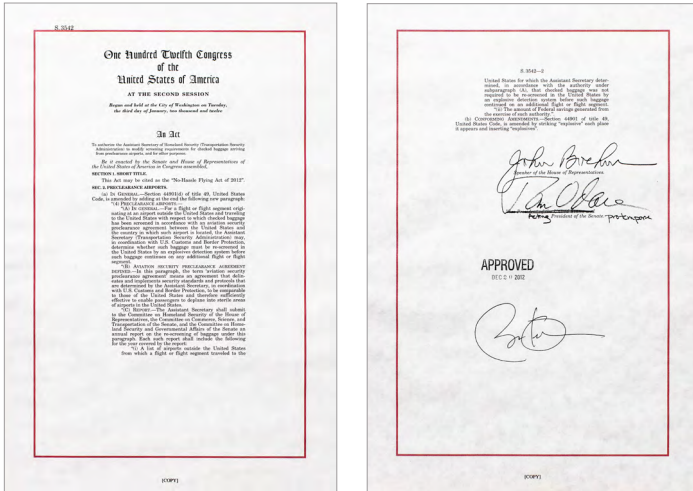 S. 3542
One Hundred Twelfth Congress
of the
United States of America
AT THE SECOND SESSION
Begun and held at the City of Washington on Tuesday,
the third day of January, two thousand and twelve
An Act
To authorize the Assistant Secretary of Homeland Security (Transportation Security
Administration) to modify screening requirements for checked baggage arriving
from preclearance airports, and for other purposes.
Be it enacted by the Senate and House of Representatives of
the United States of America in Congress assembled,
SECTION 1. SHORT TITLE.
This Act may be cited as the "No-Hassle Flying Act of 2012".
SEC. 2. PRECLEARANCE AIRPORTS.
(a) IN GENERAL.—Section 44901(d) of title 49, United States
Code, is amended by adding at the end the following new paragraph:
"(4) PRECLEARANCE AIRPORTS.—
"(A) IN GENERAL.—For a flight or flight segment origi-
nating at an airport outside the United States and traveling
to the United States with respect to which checked baggage
has been screened in accordance with an aviation security
preclearance agreement between the United States and
the country in which such airport is located, the Assistant
Secretary (Transportation Security Administration) may,
in coordination with U.S. Customs and Border Protection,
determine whether such baggage must be re-screened in
the United States by an explosives detection system before
such baggage continues on any additional flight or flight
segment.
"(B) AVIATION SECURITY PRECLEARANCE AGREEMENT
DEFINED.—In this paragraph, the term 'aviation security
preclearance agreement' means an agreement that delin-
eates and implements security standards and protocols that
are determined by the Assistant Secretary, in coordination
with U.S. Customs and Border Protection, to be comparable
to those of the United States and therefore sufficiently
effective to enable passengers to deplane into sterile areas
of airports in the United States.
"(C) REPORT.—The Assistant Secretary shall submit
to the Committee on Homeland Security of the House of
Representatives, the Committee on Commerce, Science, and
Transportation of the Senate, and the Committee on Home-
land Security and Governmental Affairs of the Senate an
annual report on the re-screening of baggage under this
paragraph. Each such report shall include the following
for the year covered by the report:
"(i) A list of airports outside the United States
from which a flight or flight segment traveled to the
[COPY]
S. 3542—2
United States for which the Assistant Secretary deter-
mined, in accordance with the authority under
subparagraph (A), that checked baggage was not
required to be re-screened in the United States by
an explosive detection system before such baggage
continued on an additional flight or flight segment.
"(ii) The amount of Federal savings generated from
the exercise of such authority.".
(b) CONFORMING AMENDMENTS.—Section 44901 of title 49,
United States Code, is amended by striking "explosive" each place
it appears and inserting "explosives".
John Boehner
Speaker of the House of Representatives.
Acting President of the Senate pro tempore
APPROVED
DEC 2012
[COPY]